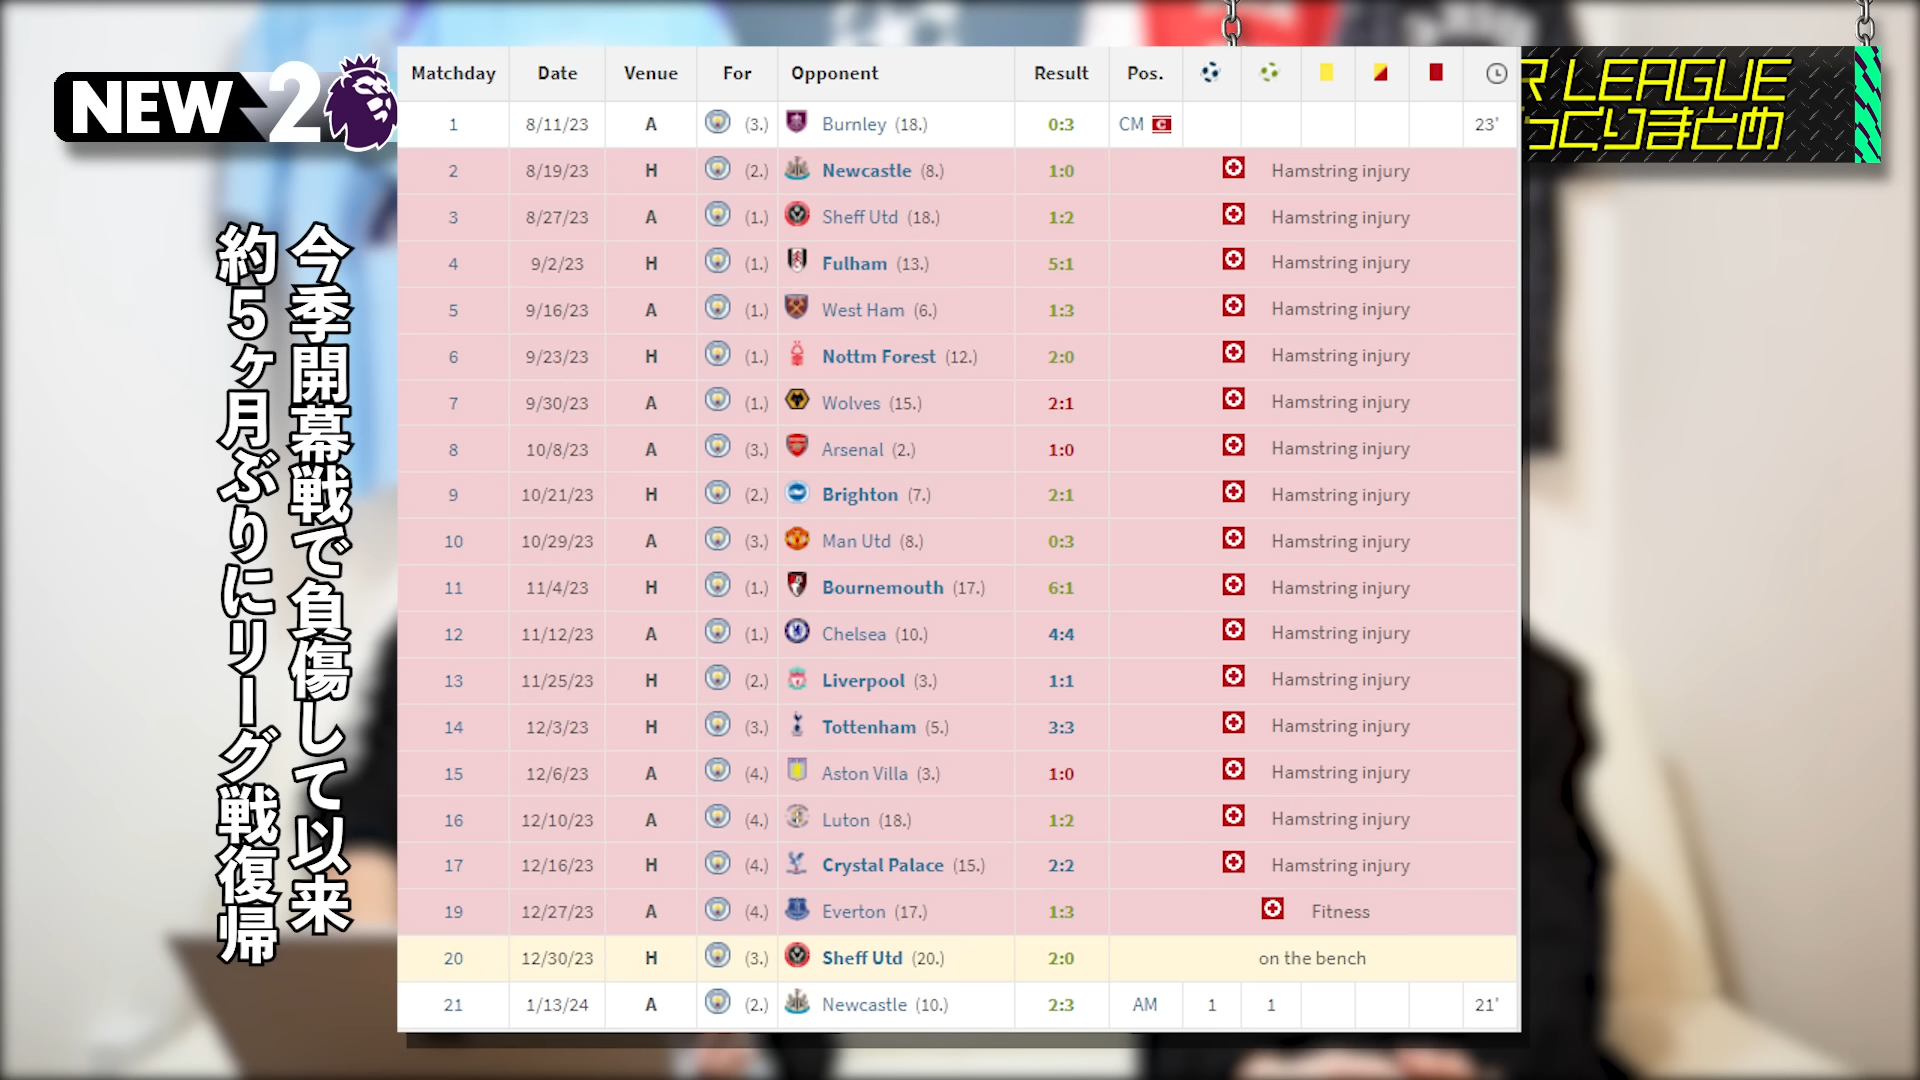 NEW 2
R LEAGUE
っくりまとめ
今季開幕戦で負傷して以来
約5ヶ月ぶりにリーグ戦復帰
Matchday Date Venue For Opponent Result Pos.
1 8/11/23 A (3.) Burnley (18.) 0:3 CM 23'
2 8/19/23 H (2.) Newcastle (8.) 1:0 Hamstring injury
3 8/27/23 A (1.) Sheff Utd (18.) 1:2 Hamstring injury
4 9/2/23 H (1.) Fulham (13.) 5:1 Hamstring injury
5 9/16/23 A (1.) West Ham (6.) 1:3 Hamstring injury
6 9/23/23 H (1.) Nottm Forest (12.) 2:0 Hamstring injury
7 9/30/23 A (1.) Wolves (15.) 2:1 Hamstring injury
8 10/8/23 A (3.) Arsenal (2.) 1:0 Hamstring injury
9 10/21/23 H (2.) Brighton (7.) 2:1 Hamstring injury
10 10/29/23 A (3.) Man Utd (8.) 0:3 Hamstring injury
11 11/4/23 H (1.) Bournemouth (17.) 6:1 Hamstring injury
12 11/12/23 A (1.) Chelsea (10.) 4:4 Hamstring injury
13 11/25/23 H (2.) Liverpool (3.) 1:1 Hamstring injury
14 12/3/23 H (3.) Tottenham (5.) 3:3 Hamstring injury
15 12/6/23 A (4.) Aston Villa (3.) 1:0 Hamstring injury
16 12/10/23 A (4.) Luton (18.) 1:2 Hamstring injury
17 12/16/23 H (4.) Crystal Palace (15.) 2:2 Hamstring injury
19 12/27/23 A (4.) Everton (17.) 1:3 Fitness
20 12/30/23 H (3.) Sheff Utd (20.) 2:0 on the bench
21 1/13/24 A (2.) Newcastle (10.) 2:3 AM 1 1 21'